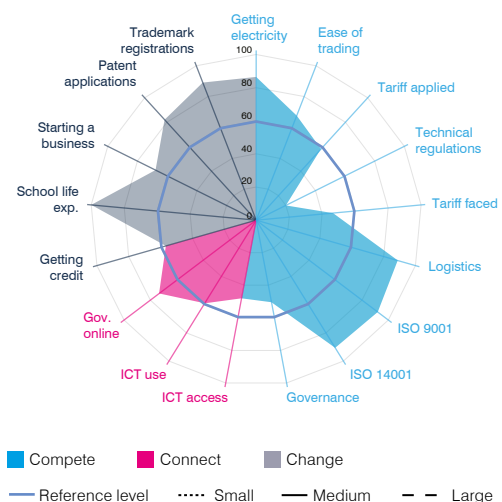 Getting
electricity
Ease of
trading
Tariff applied
Technical
regulations
Tariff faced
Logistics
ISO 9001
ISO 14001
Governance
ICT access
ICT use
Gov.
online
Getting
credit
School life
exp.
Starting a
business
Patent
applications
Trademark
registrations
100
80
60
40
20
0
Compete Connect Change
Reference level Small Medium Large